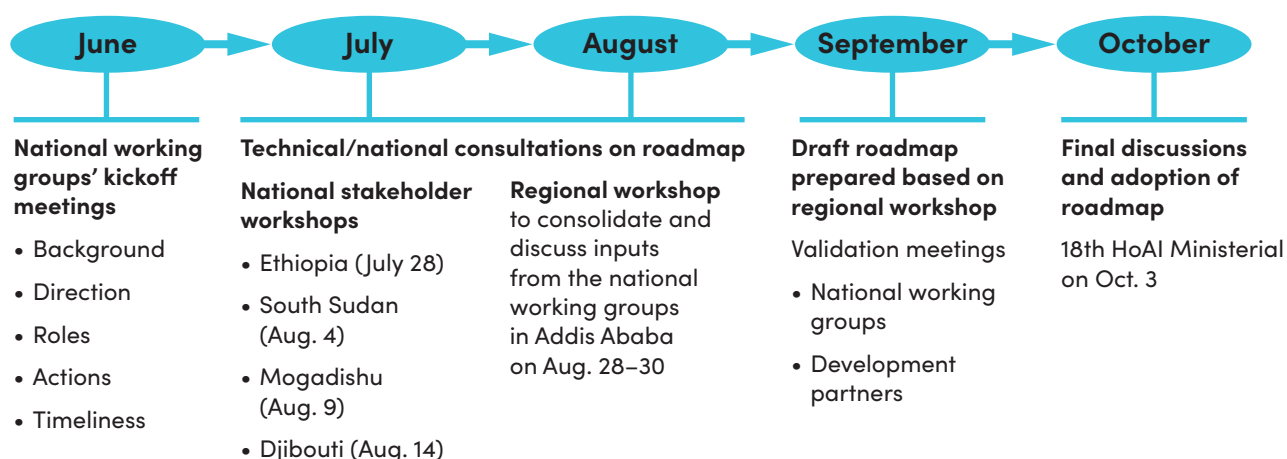 June
July
August
September
October
National working
groups' kickoff
meetings
• Background
• Direction
• Roles
• Actions
• Timeliness
Technical/national consultations on roadmap
National stakeholder
workshops
• Ethiopia (July 28)
• South Sudan
(Aug. 4)
• Mogadishu
(Aug. 9)
• Djibouti (Aug. 14)
Regional workshop
to consolidate and
discuss inputs
from the national
working groups
in Addis Ababa
on Aug. 28–30
Draft roadmap
prepared based on
regional workshop
Validation meetings
• National working
groups
• Development
partners
Final discussions
and adoption of
roadmap
18th HoAI Ministerial
on Oct. 3